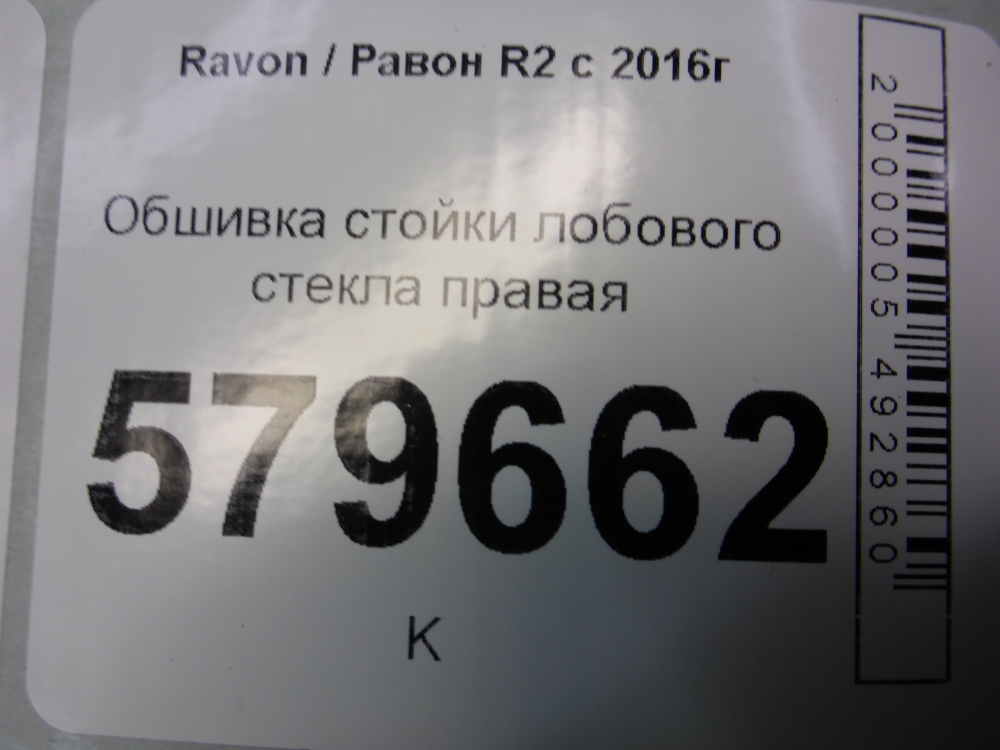 Ravon / Равон R2 с 2016г
Обшивка стойки лобового
стекла правая
579662
К
2000005492860